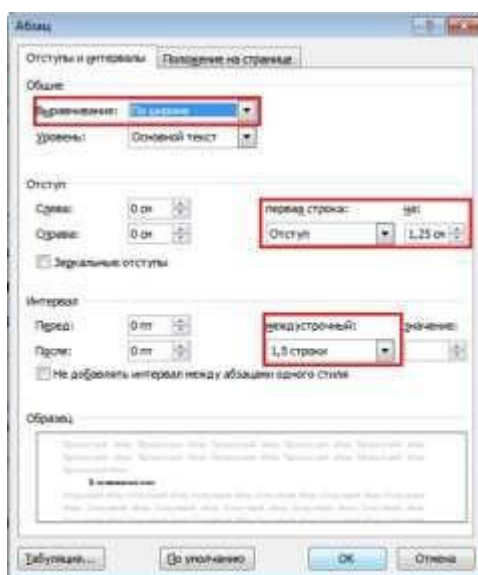 Абзац
Отступы и интервалы Положение на странице
Общие
Выравнивание: По ширине
Уровень: Основной текст
Отступ
Слева: 0 см первая строка: на:
Справа: 0 см Отступ 1,25 см
Зеркальные отступы
Интервал
Перед: 0 пт междустрочный: значение:
После: 0 пт 1,5 строки
Не добавлять интервал между абзацами одного стиля
Образец
Табуляция... По умолчанию ОК Отмена